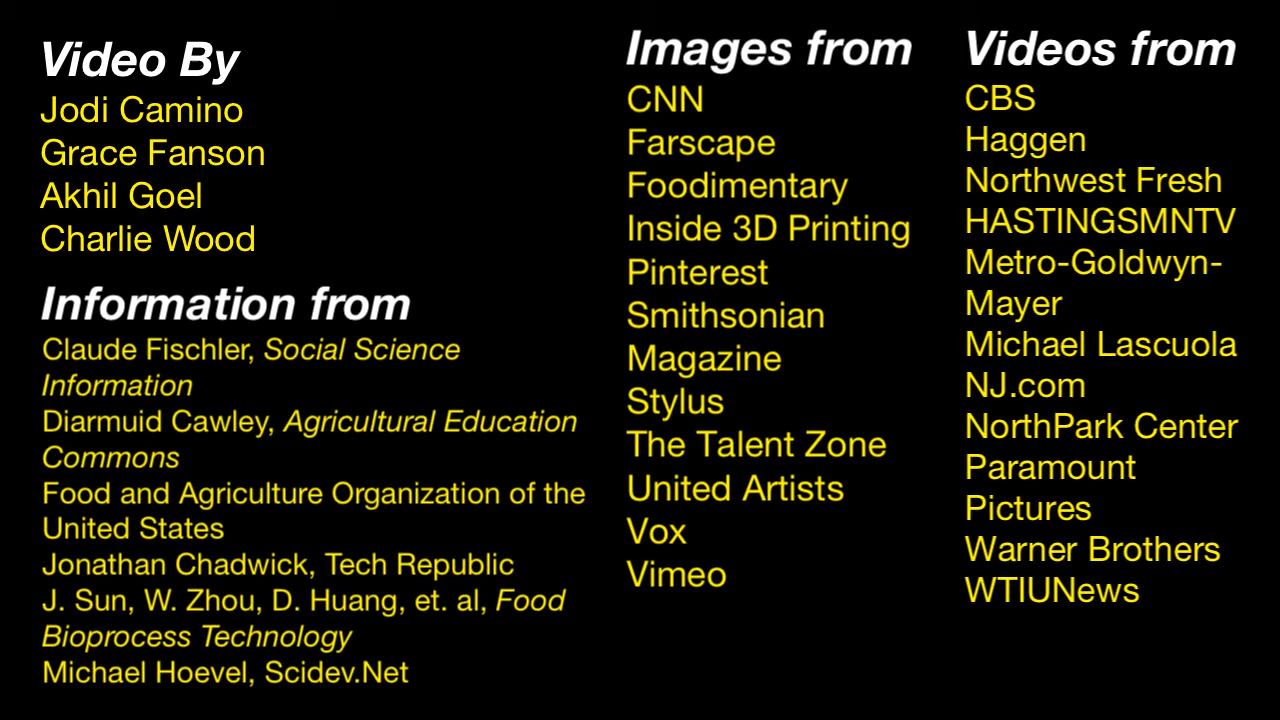 Video By
Jodi Camino
Grace Fanson
Akhil Goel
Charlie Wood
Information from
Claude Fischler, Social Science
Information
Diarmuid Cawley, Agricultural Education
Commons
Food and Agriculture Organization of the
United States
Jonathan Chadwick, Tech Republic
J. Sun, W. Zhou, D. Huang, et. al, Food
Bioprocess Technology
Michael Hoevel, Scidev.Net
Images from
CNN
Farscape
Foodimentary
Inside 3D Printing
Pinterest
Smithsonian
Magazine
Stylus
The Talent Zone
United Artists
Vox
Vimeo
Videos from
CBS
Haggen
Northwest Fresh
HASTINGSMNTV
Metro-Goldwyn-
Mayer
Michael Lascuola
NJ.com
NorthPark Center
Paramount
Pictures
Warner Brothers
WTIUNews